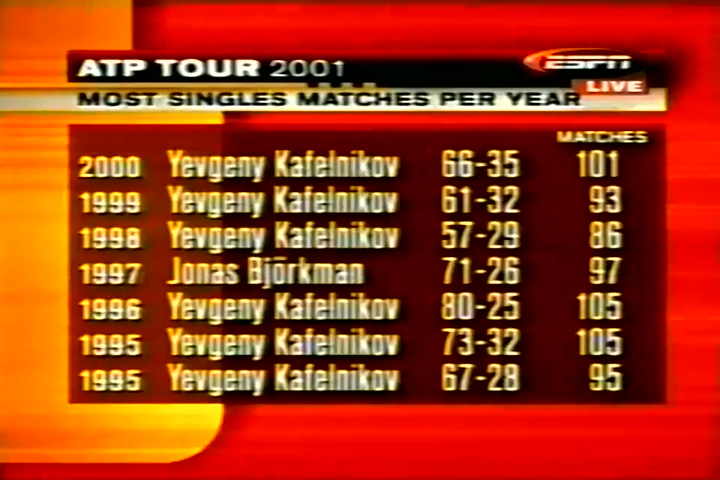 ATP TOUR 2001
ESPN
LIVE
MOST SINGLES MATCHES PER YEAR
MATCHES
2000 Yevgeny Kafelnikov 66-35 101
1999 Yevgeny Kafelnikov 61-32 93
1998 Yevgeny Kafelnikov 57-29 86
1997 Jonas Björkman 71-26 97
1996 Yevgeny Kafelnikov 80-25 105
1995 Yevgeny Kafelnikov 73-32 105
1995 Yevgeny Kafelnikov 67-28 95